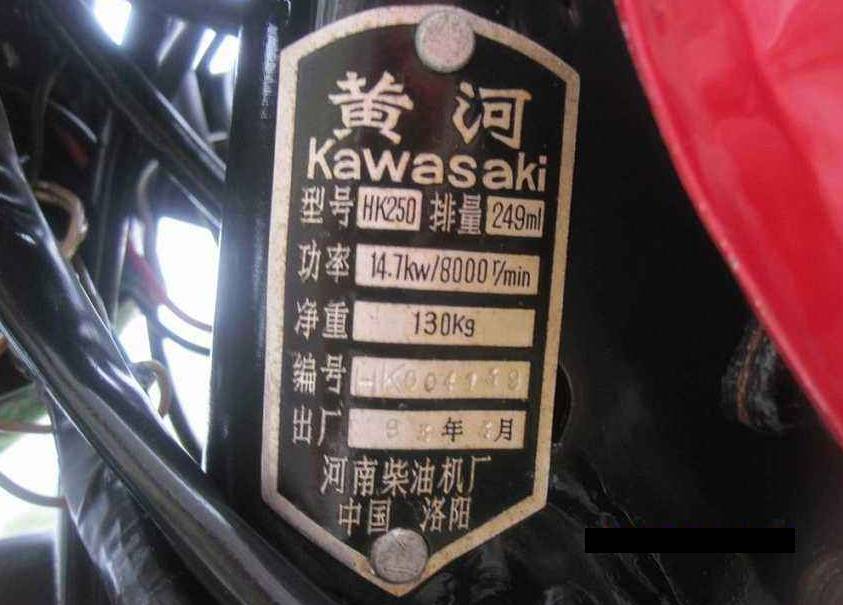 黄河
Kawasaki
型号 HK250 排量 249ml
功率 14.7kw/8000r/min
净重 130Kg
编号
出厂 年 月
河南柴油机厂
中国 洛阳